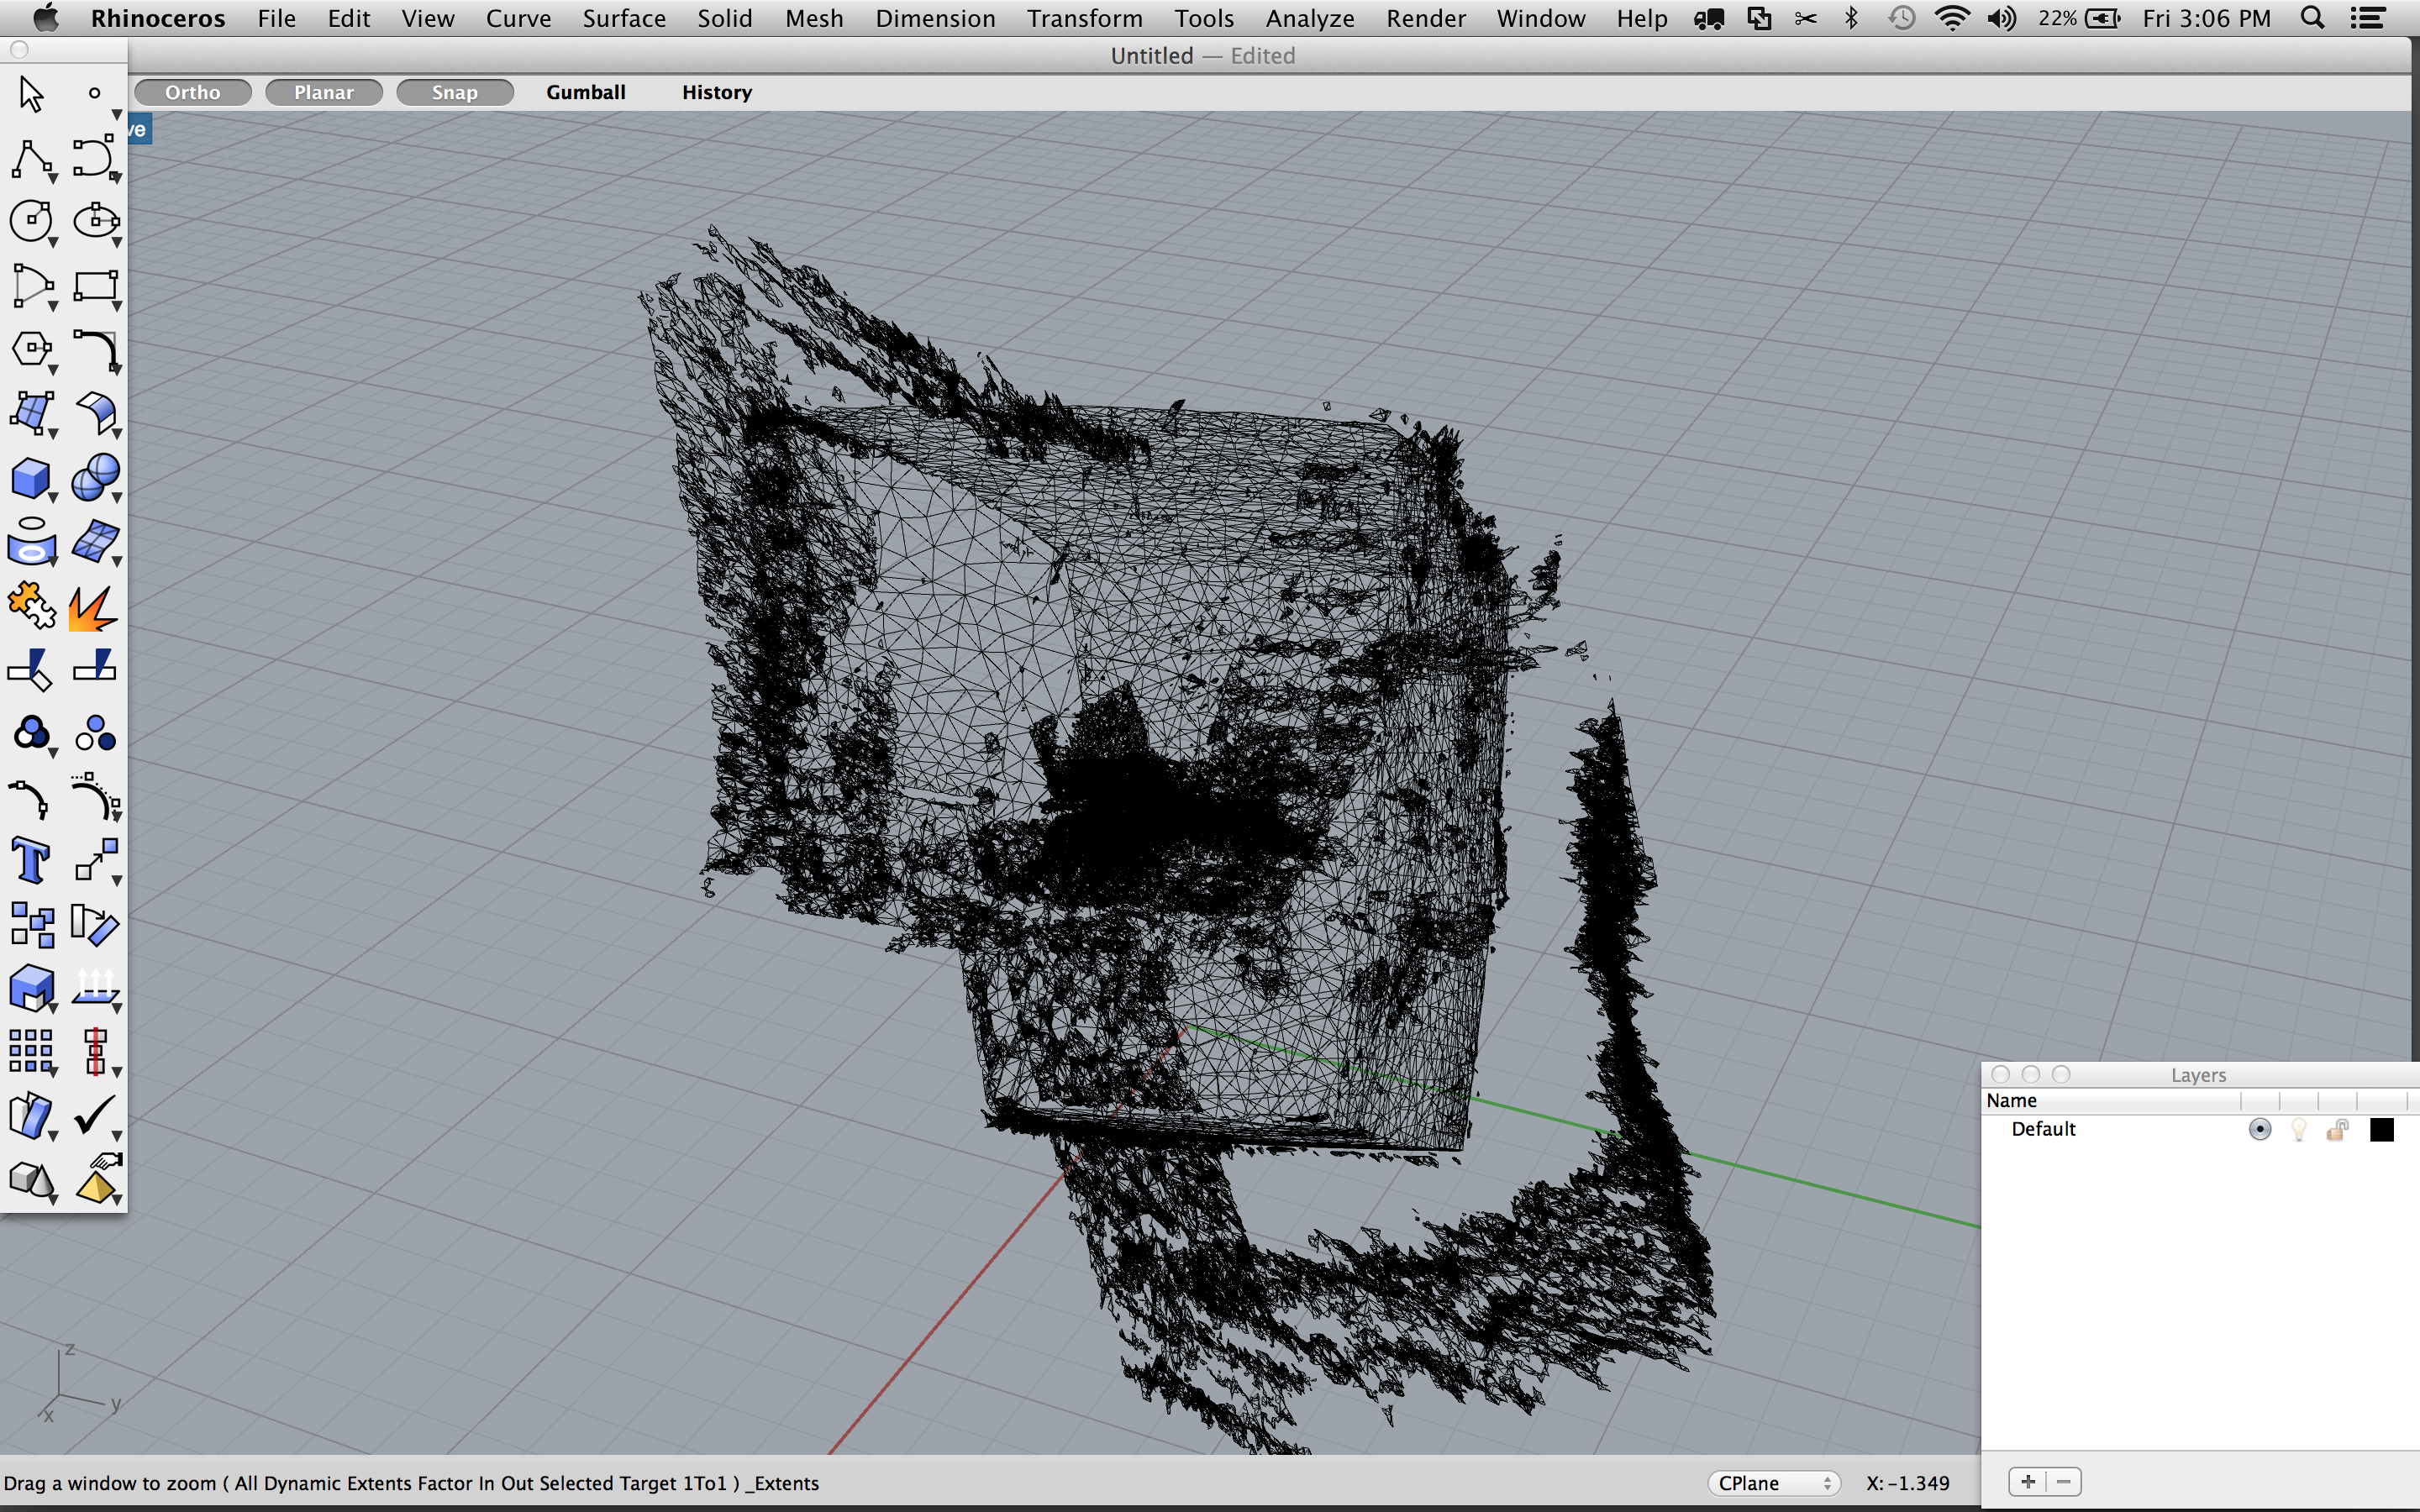 Rhinoceros File Edit View Curve Surface Solid Mesh Dimension Transform Tools Analyze Render Window Help 22% Fri 3:06 PM
Untitled — Edited
Ortho Planar Snap Gumball History
ve
Layers
Name
Default
z
y
x
Drag a window to zoom ( All Dynamic Extents Factor In Out Selected Target 1To1 ) _Extents CPlane X:-1.349